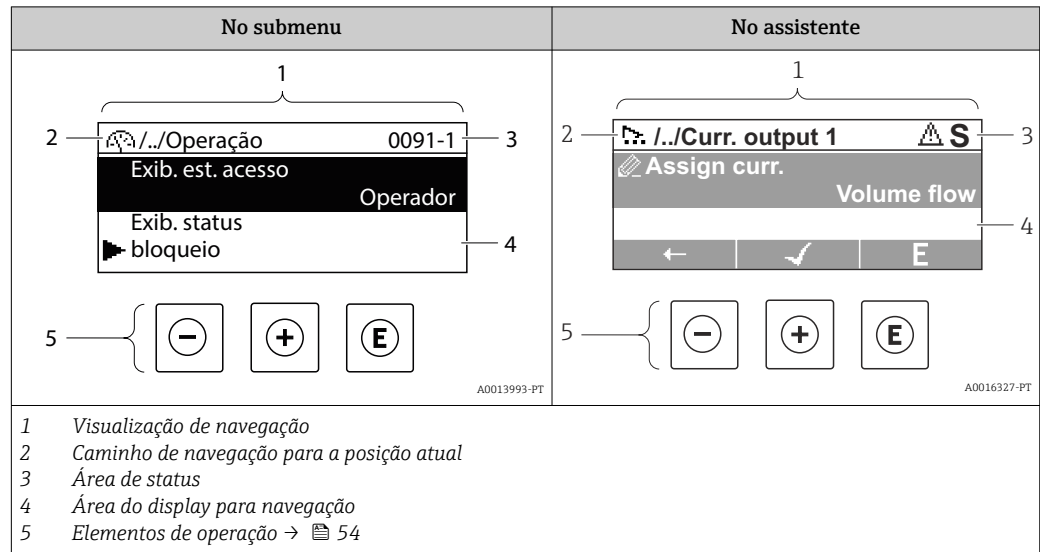 No submenu
No assistente
1
2
/../Operação 0091-1
3
Exib. est. acesso
Operador
Exib. status
bloqueio
4
5
- + E
A0013993-PT
1
2
/../Curr. output 1 S
3
Assign curr.
Volume flow
4
← ✓ E
5
- + E
A0016327-PT
1 Visualização de navegação
2 Caminho de navegação para a posição atual
3 Área de status
4 Área do display para navegação
5 Elementos de operação → 54